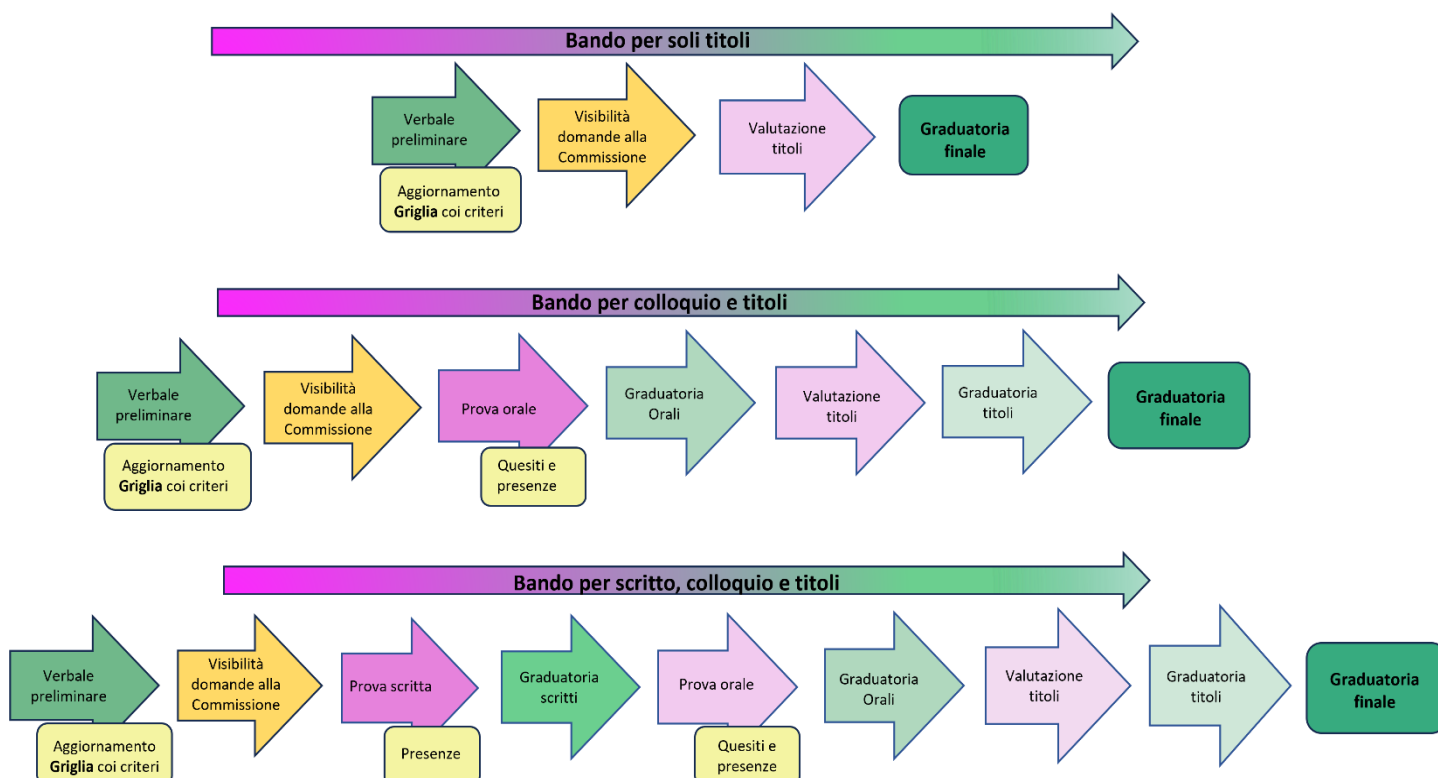 Bando per soli titoli
Verbale
preliminare
Aggiornamento
Griglia coi criteri
Visibilità
domande alla
Commissione
Valutazione
titoli
Graduatoria
finale
Bando per colloquio e titoli
Verbale
preliminare
Aggiornamento
Griglia coi criteri
Visibilità
domande alla
Commissione
Prova orale
Quesiti e
presenze
Graduatoria
Orali
Valutazione
titoli
Graduatoria
titoli
Graduatoria
finale
Bando per scritto, colloquio e titoli
Verbale
preliminare
Aggiornamento
Griglia coi criteri
Visibilità
domande alla
Commissione
Prova scritta
Presenze
Graduatoria
scritti
Prova orale
Quesiti e
presenze
Graduatoria
Orali
Valutazione
titoli
Graduatoria
titoli
Graduatoria
finale